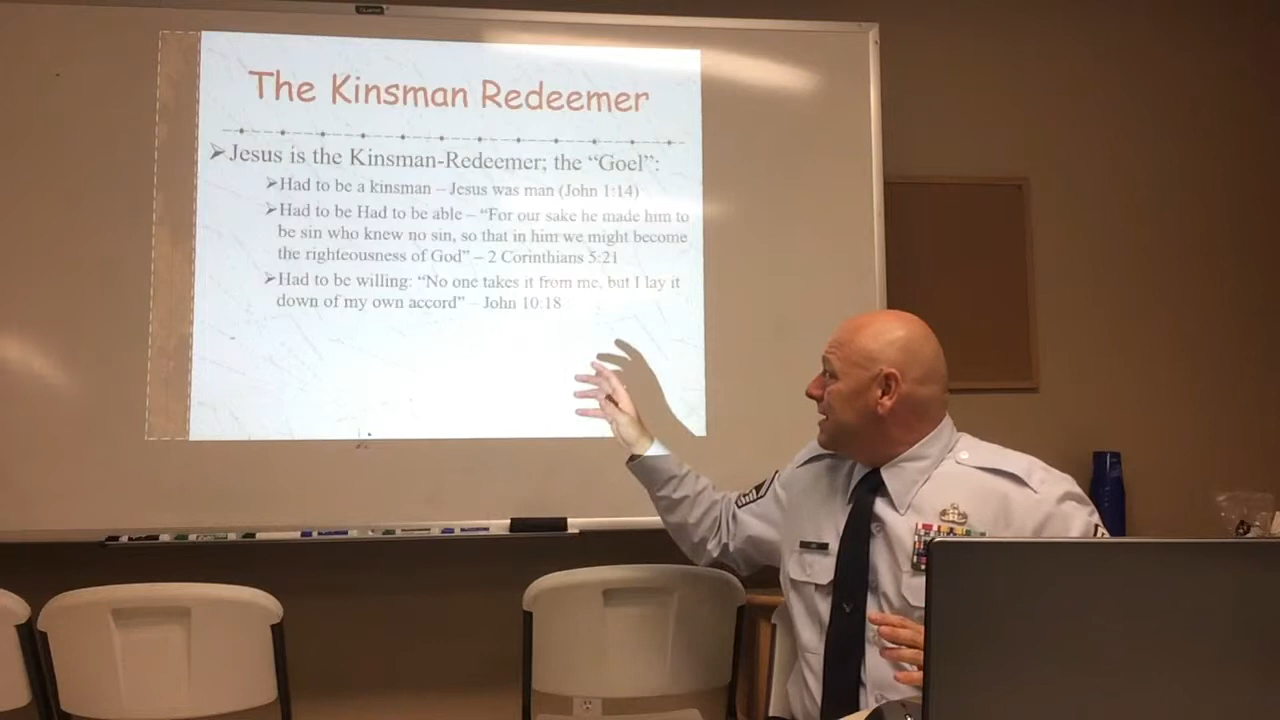 The Kinsman Redeemer
Jesus is the Kinsman-Redeemer; the “Goel”:
Had to be a kinsman – Jesus was man (John 1:14)
Had to be Had to be able – “For our sake he made him to
be sin who knew no sin, so that in him we might become
the righteousness of God” – 2 Corinthians 5:21
Had to be willing: “No one takes it from me, but I lay it
down of my own accord” – John 10:18